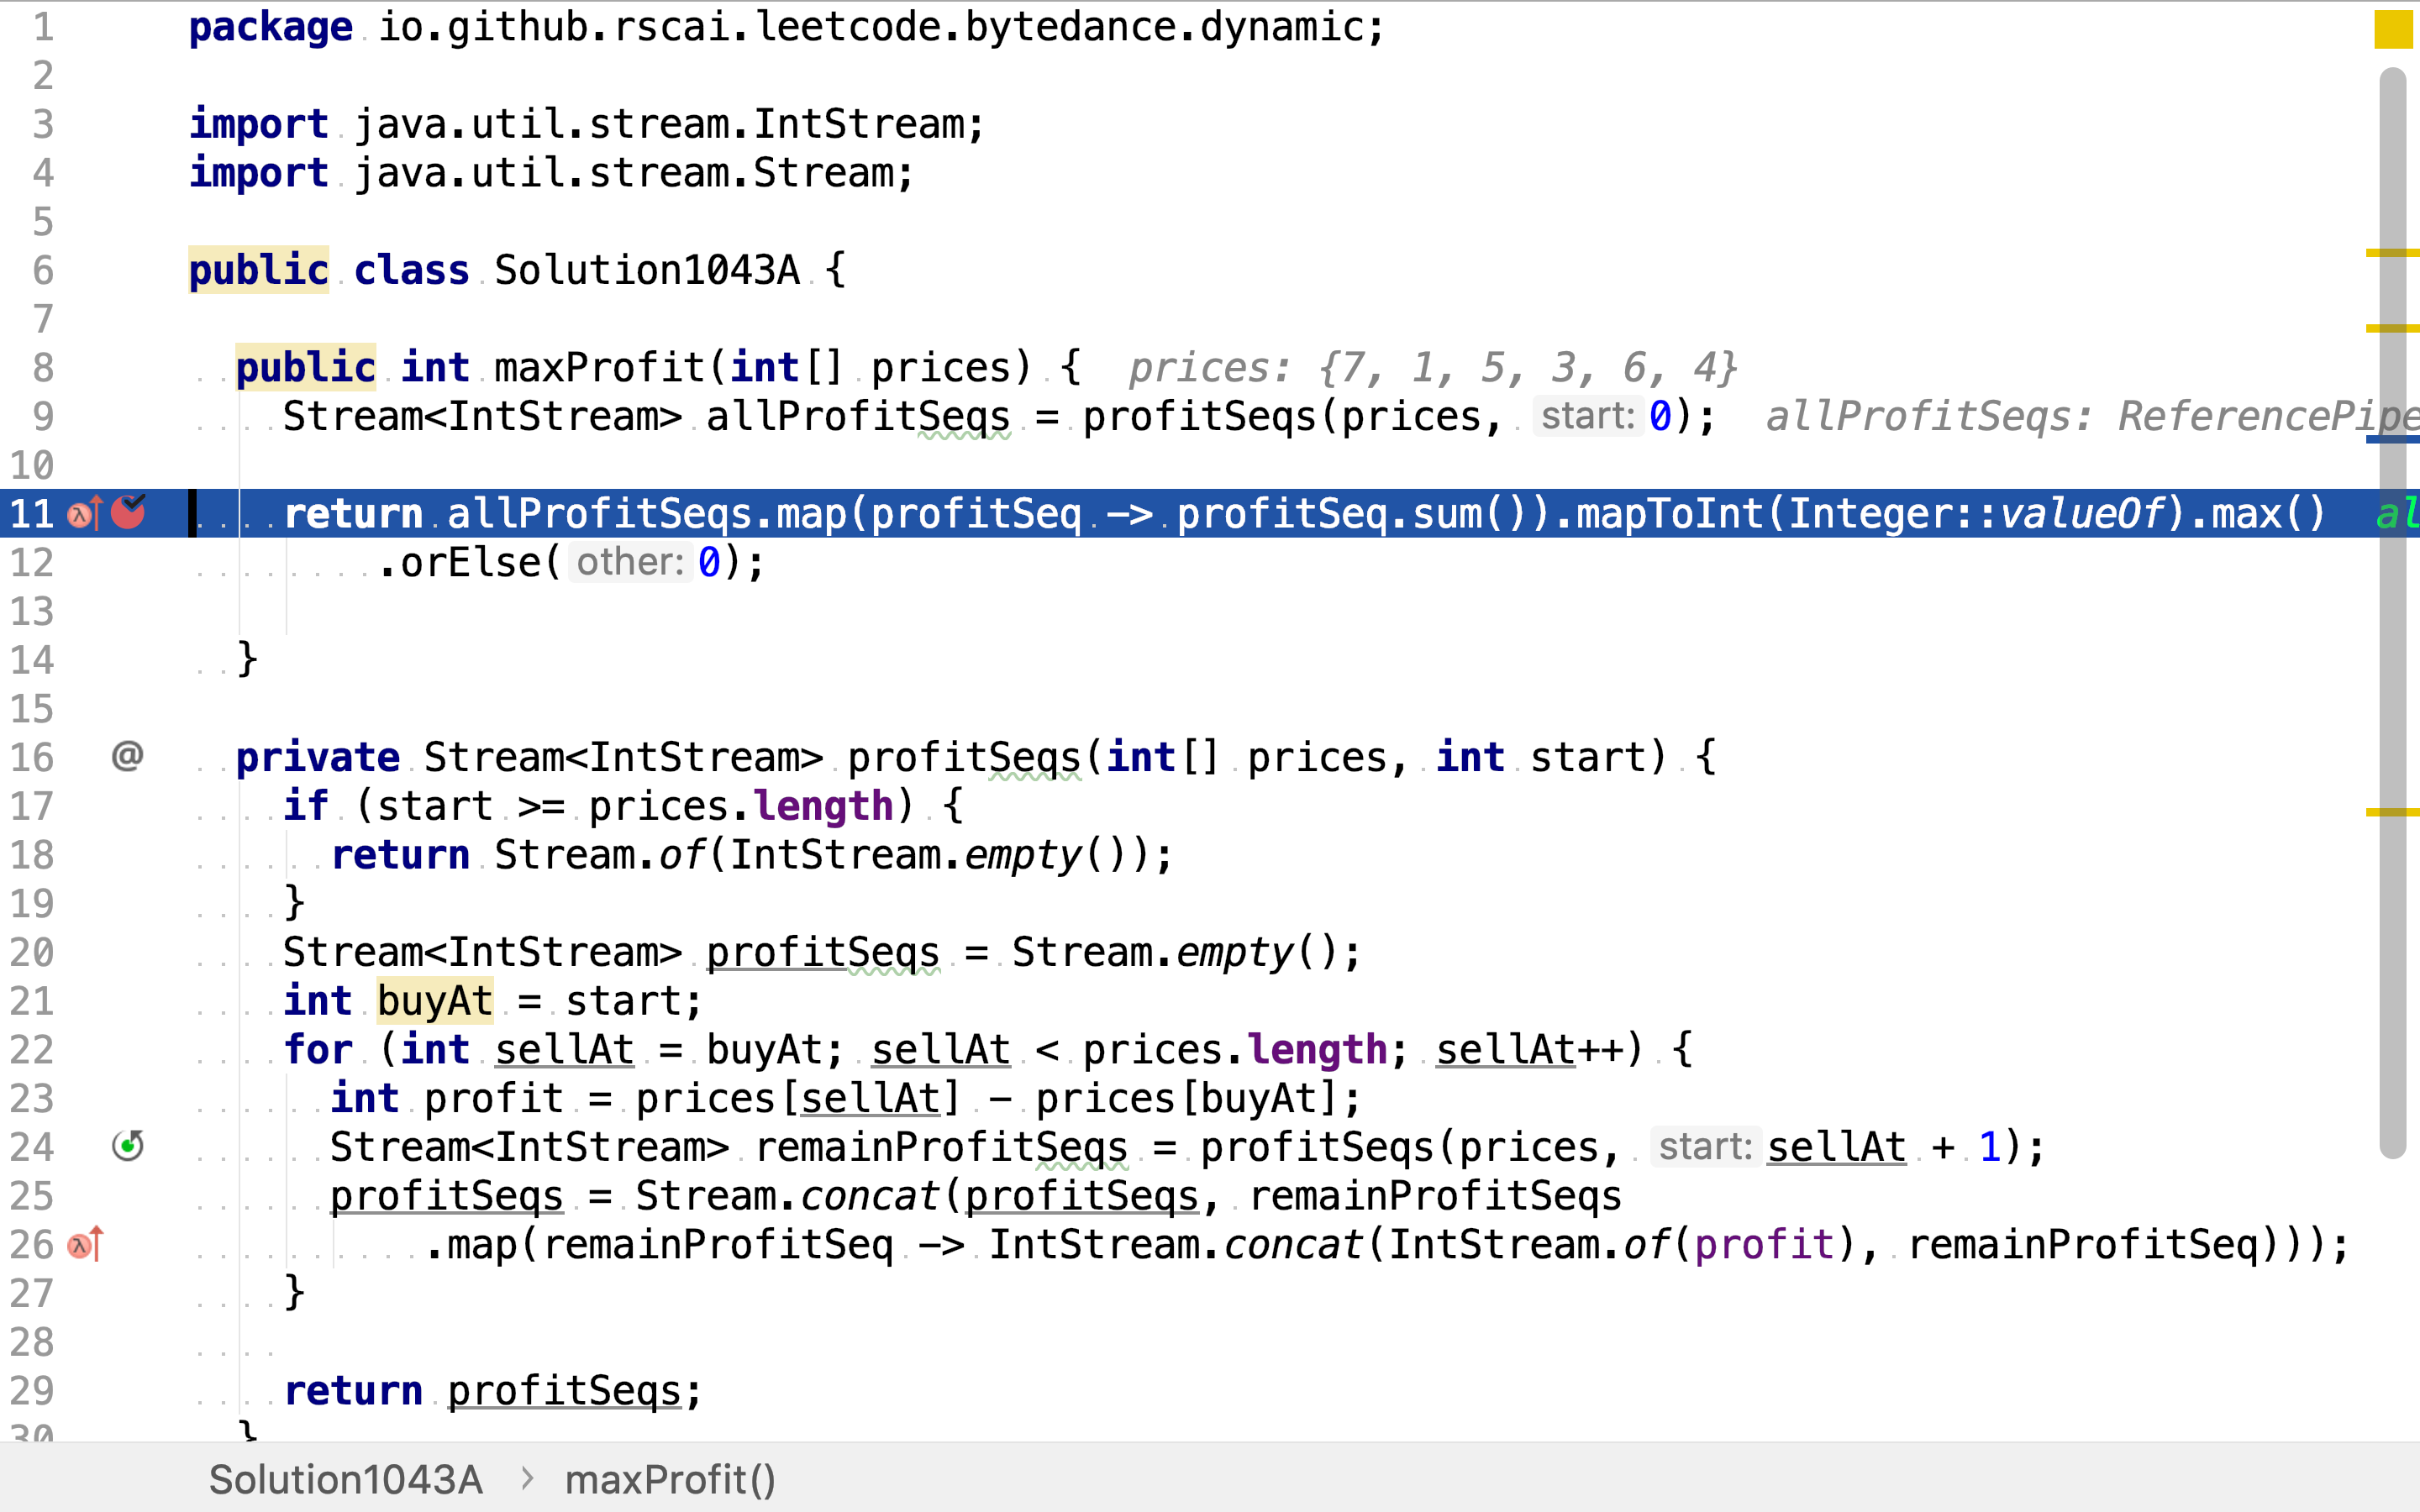 1 package io.github.rscai.leetcode.bytedance.dynamic;
2
3 import java.util.stream.IntStream;
4 import java.util.stream.Stream;
5
6 public class Solution1043A {
7
8 public int maxProfit(int[] prices) { prices: {7, 1, 5, 3, 6, 4}
9 Stream<IntStream> allProfitSeqs = profitSeqs(prices, start: 0); allProfitSeqs: ReferencePipe
10
11 return allProfitSeqs.map(profitSeq -> profitSeq.sum()).mapToInt(Integer::valueOf).max() al
12 .orElse( other: 0);
13
14 }
15
16 @ private Stream<IntStream> profitSeqs(int[] prices, int start) {
17 if (start >= prices.length) {
18 return Stream.of(IntStream.empty());
19 }
20 Stream<IntStream> profitSeqs = Stream.empty();
21 int buyAt = start;
22 for (int sellAt = buyAt; sellAt < prices.length; sellAt++) {
23 int profit = prices[sellAt] - prices[buyAt];
24 Stream<IntStream> remainProfitSeqs = profitSeqs(prices, start: sellAt + 1);
25 profitSeqs = Stream.concat(profitSeqs, remainProfitSeqs
26 .map(remainProfitSeq -> IntStream.concat(IntStream.of(profit), remainProfitSeq)));
27 }
28
29 return profitSeqs;
30 }
Solution1043A > maxProfit()